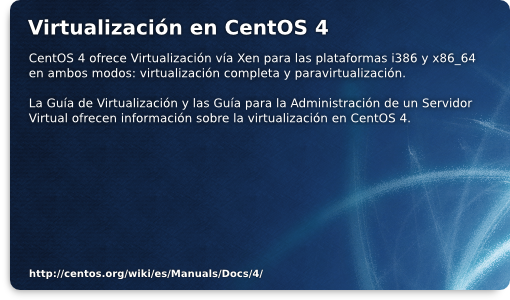 Virtualización en CentOS 4
CentOS 4 ofrece Virtualización vía Xen para las plataformas i386 y x86_64
en ambos modos: virtualización completa y paravirtualización.
La Guía de Virtualización y las Guía para la Administración de un Servidor
Virtual ofrecen información sobre la virtualización en CentOS 4.
http://centos.org/wiki/es/Manuals/Docs/4/